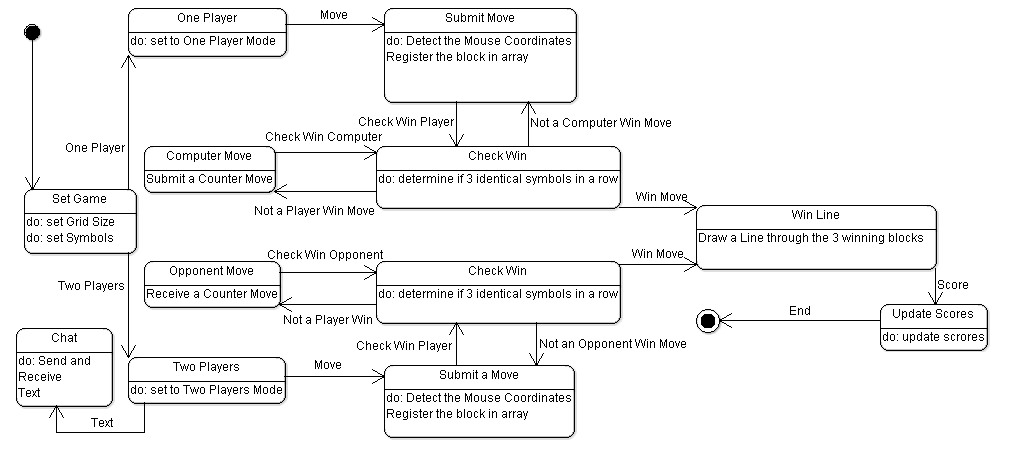 One Player
do: set to One Player Mode
Move
Submit Move
do: Detect the Mouse Coordinates
Register the block in array
Check Win Player
Not a Computer Win Move
One Player
Check Win Computer
Computer Move
Submit a Counter Move
Check Win
do: determine if 3 identical symbols in a row
Not a Player Win Move
Set Game
do: set Grid Size
do: set Symbols
Win Move
Win Line
Draw a Line through the 3 winning blocks
Win Move
Check Win Opponent
Opponent Move
Receive a Counter Move
Check Win
do: determine if 3 identical symbols in a row
Two Players
Not a Player Win
Score
End
Update Scores
do: update scrores
Chat
do: Send and
Receive
Text
Check Win Player
Not an Opponent Win Move
Two Players
do: set to Two Players Mode
Move
Submit a Move
do: Detect the Mouse Coordinates
Register the block in array
Text